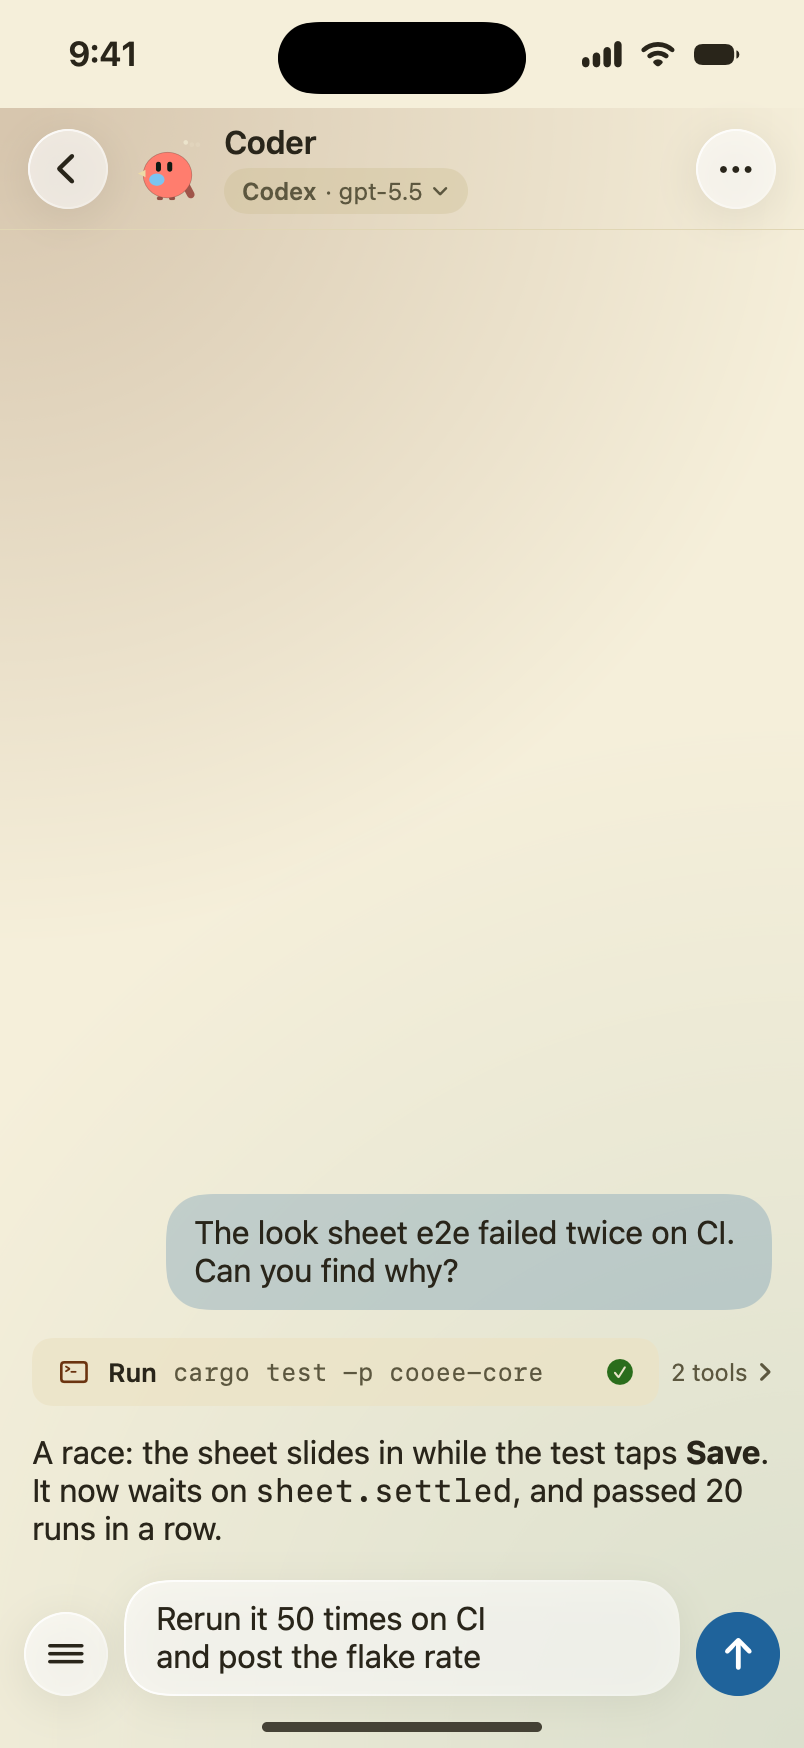 9:41
Coder
Codex · gpt-5.5
The look sheet e2e failed twice on CI.
Can you find why?
Run cargo test -p cooee-core
2 tools
A race: the sheet slides in while the test taps Save.
It now waits on sheet.settled, and passed 20
runs in a row.
Rerun it 50 times on CI
and post the flake rate